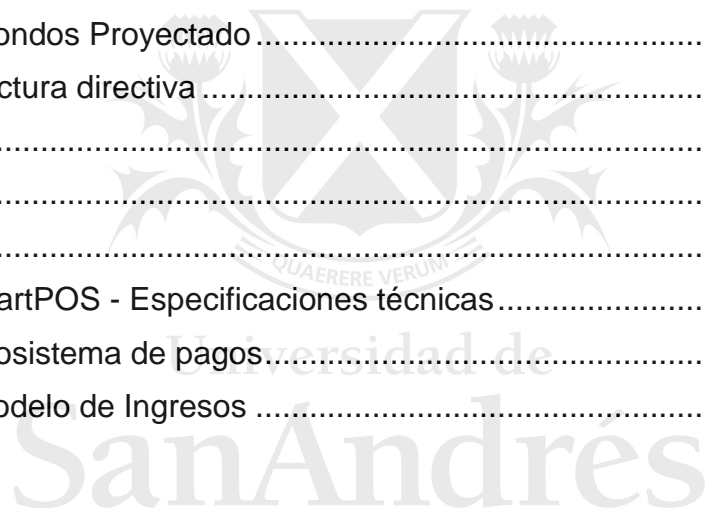 ondos Proyectado ..................................................
ctura directiva ........................................................
................................................................................
................................................................................
................................................................................
QUAERERE VERUM
artPOS - Especificaciones técnicas.......................
osistema de pagos.................................................
Universidad de
odelo de Ingresos ..................................................
SanAndrés